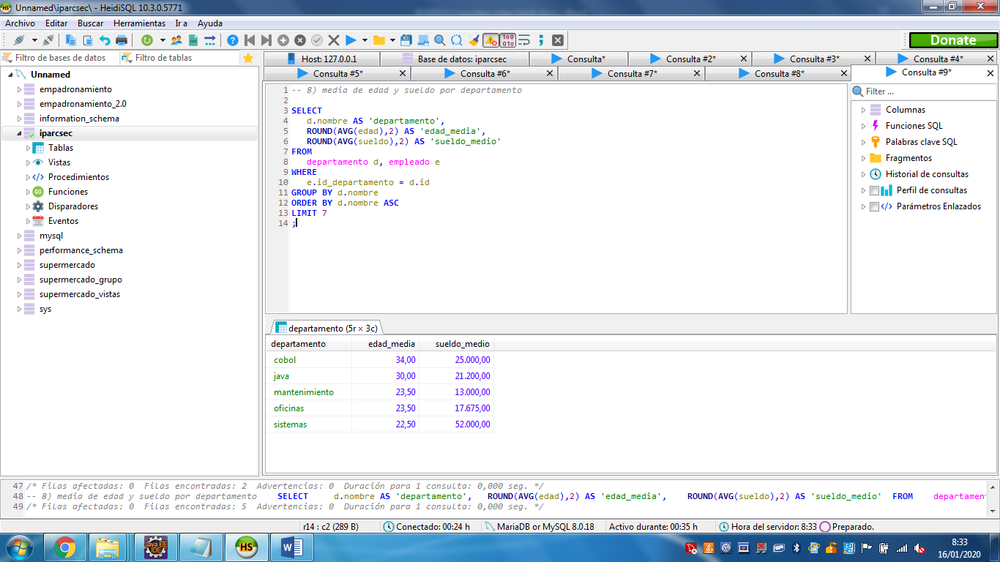 Unnamed\iparcsec\ - HeidiSQL 10.3.0.5771
Archivo Editar Buscar Herramientas Ir a Ayuda
Donate
Filtro de bases de datos
Filtro de tablas
Unnamed
empadronamiento
empadronamiento_2.0
information_schema
iparcsec
Tablas
Vistas
Procedimientos
Funciones
Disparadores
Eventos
mysql
performance_schema
supermercado
supermercado_grupo
supermercado_vistas
sys
Host: 127.0.0.1
Base de datos: iparcsec
Consulta*
Consulta #2*
Consulta #3*
Consulta #4*
Consulta #5*
Consulta #6*
Consulta #7*
Consulta #8*
Consulta #9*
1 -- 8) media de edad y sueldo por departamento
2
3 SELECT
4 d.nombre AS 'departamento',
5 ROUND(AVG(edad),2) AS 'edad_media',
6 ROUND(AVG(sueldo),2) AS 'sueldo_medio'
7 FROM
8 departamento d, empleado e
9 WHERE
10 e.id_departamento = d.id
11 GROUP BY d.nombre
12 ORDER BY d.nombre ASC
13 LIMIT 7
14 ;
Filter ...
Columnas
Funciones SQL
Palabras clave SQL
Fragmentos
Historial de consultas
Perfil de consultas
Parámetros Enlazados
departamento (5r × 3c)
departamento edad_media sueldo_medio
cobol 34,00 25.000,00
java 30,00 21.200,00
mantenimiento 23,50 13.000,00
oficinas 23,50 17.675,00
sistemas 22,50 52.000,00
47 /* Filas afectadas: 0 Filas encontradas: 2 Advertencias: 0 Duración para 1 consulta: 0,000 seg. */
48 -- 8) media de edad y sueldo por departamento SELECT d.nombre AS 'departamento', ROUND(AVG(edad),2) AS 'edad_media', ROUND(AVG(sueldo),2) AS 'sueldo_medio' FROM
49 /* Filas afectadas: 0 Filas encontradas: 5 Advertencias: 0 Duración para 1 consulta: 0,000 seg. */
r14 : c2 (289 B) Conectado: 00:24 h MariaDB or MySQL 8.0.18 Activo durante: 00:35 h Hora del servidor: 8:33 Preparado.
Java EE
IDE
HS
8:33
16/01/2020